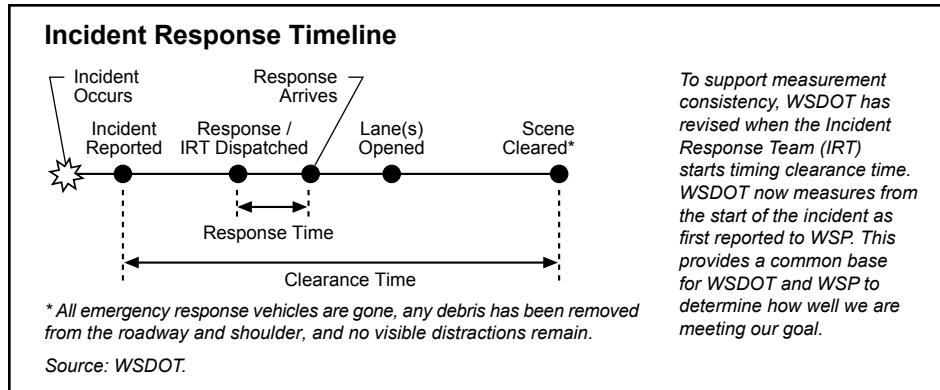 Incident Response Timeline
Incident
Occurs
Response
Arrives
Incident
Reported
Response /
IRT Dispatched
Lane(s)
Opened
Scene
Cleared*
Response Time
Clearance Time
* All emergency response vehicles are gone, any debris has been removed
from the roadway and shoulder, and no visible distractions remain.
Source: WSDOT.
To support measurement
consistency, WSDOT has
revised when the Incident
Response Team (IRT)
starts timing clearance time.
WSDOT now measures from
the start of the incident as
first reported to WSP. This
provides a common base
for WSDOT and WSP to
determine how well we are
meeting our goal.